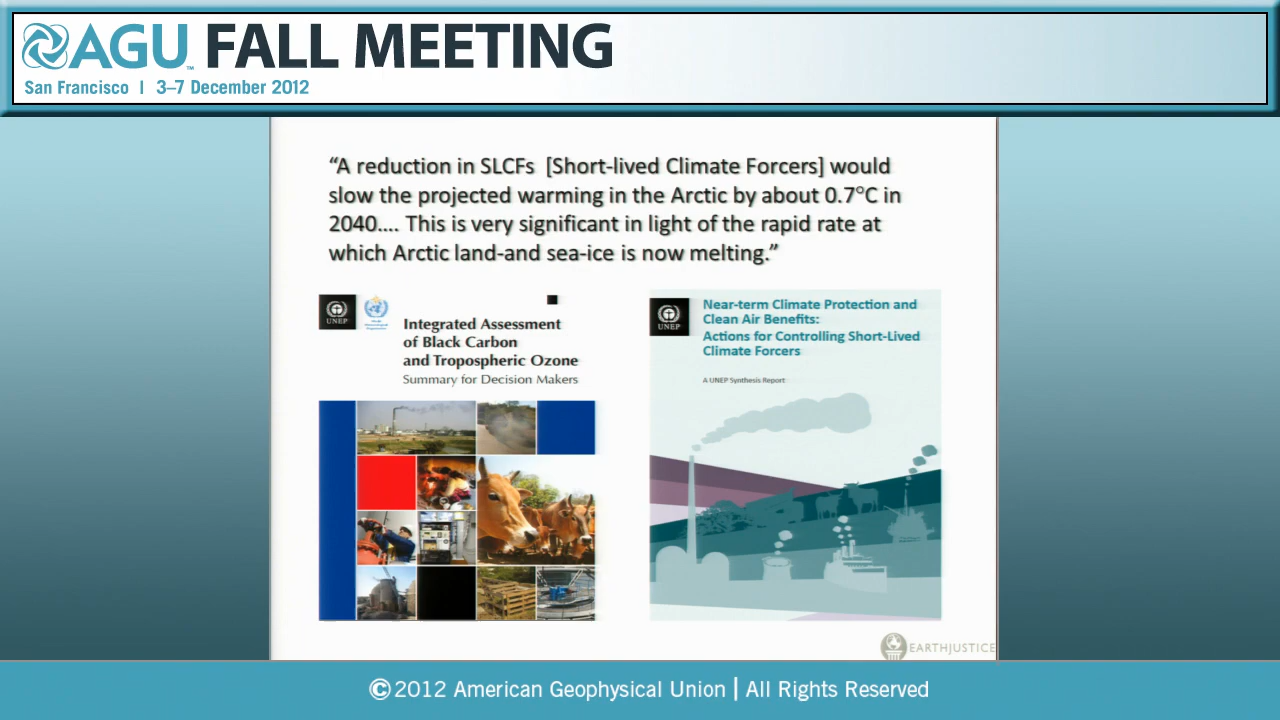 AGU FALL MEETING
San Francisco | 3–7 December 2012
“A reduction in SLCFs [Short-lived Climate Forcers] would
slow the projected warming in the Arctic by about 0.7°C in
2040.... This is very significant in light of the rapid rate at
which Arctic land-and sea-ice is now melting.”
UNEP
Integrated Assessment
of Black Carbon
and Tropospheric Ozone
Summary for Decision Makers
UNEP
Near-term Climate Protection and
Clean Air Benefits:
Actions for Controlling Short-Lived
Climate Forcers
A UNEP Synthesis Report
EARTHJUSTICE
©2012 American Geophysical Union | All Rights Reserved